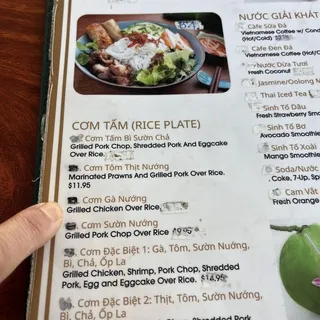 CƠM TẤM (RICE PLATE)
Cơm Tấm Bì Sườn Chả
Grilled Pork Chop, Shredded Pork And Eggcake
Over Rice.
Cơm Tôm Thịt Nướng
Marinated Prawns And Grilled Pork Over Rice.
$11.95
Cơm Gà Nướng
Grilled Chicken Over Rice
Cơm Sườn Nướng
Grilled Pork Chop Over Rice
Cơm Đặc Biệt 1: Gà, Tôm, Sườn Nướng,
Bì, Chả, Ốp La
Grilled Chicken, Shrimp, Pork Chop, Shredded
Pork, Egg and Eggcake Over Rice.
Cơm Đặc Biệt 2: Thịt, Tôm, Sườn Nướng,
Bì, Chả, Ốp La
NƯỚC GIẢI KHÁT
Cafe Sữa Đá
Vietnamese Coffee w/ Cond
(Hot/Cold)
Cafe Đen Đá
Vietnamese Coffee
(Hot/Cold)
Nước Dừa Tươi
Fresh Coconut
Jasmine/Oolong
Thai Iced Tea
Sinh Tố Dâu
Fresh Strawberry Smo
Sinh Tố Bơ
Avocado Smoothie
Sinh Tố Xoài
Mango Smoothie
Soda/Nước
, Coke, 7-Up, Sp
Cam Vắt
Fresh Orange